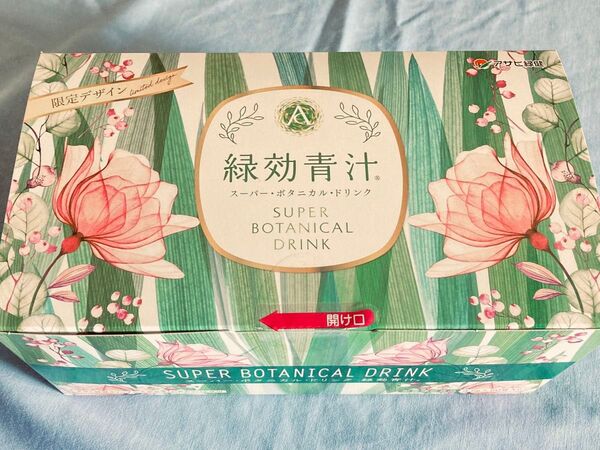 アサヒ緑健
限定デザイン limited design
緑効青汁®
スーパー・ボタニカル・ドリンク
SUPER
BOTANICAL
DRINK
開け口
SUPER BOTANICAL DRINK
スーパー・ボタニカル・ドリンク 緑効青汁®